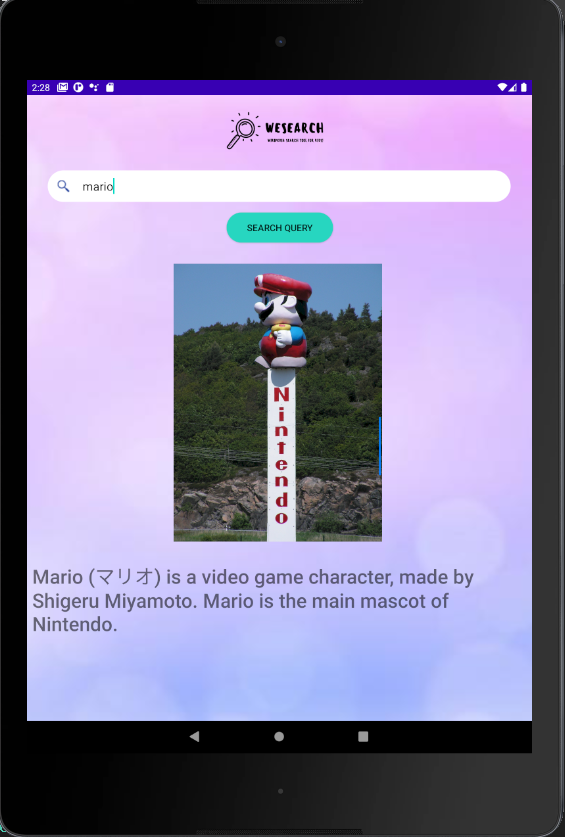 2:28
WESEARCH
WIKIPEDIA SEARCH TOOL FOR KIDS
mario
SEARCH QUERY
Nintendo
Mario (マリオ) is a video game character, made by
Shigeru Miyamoto. Mario is the main mascot of
Nintendo.